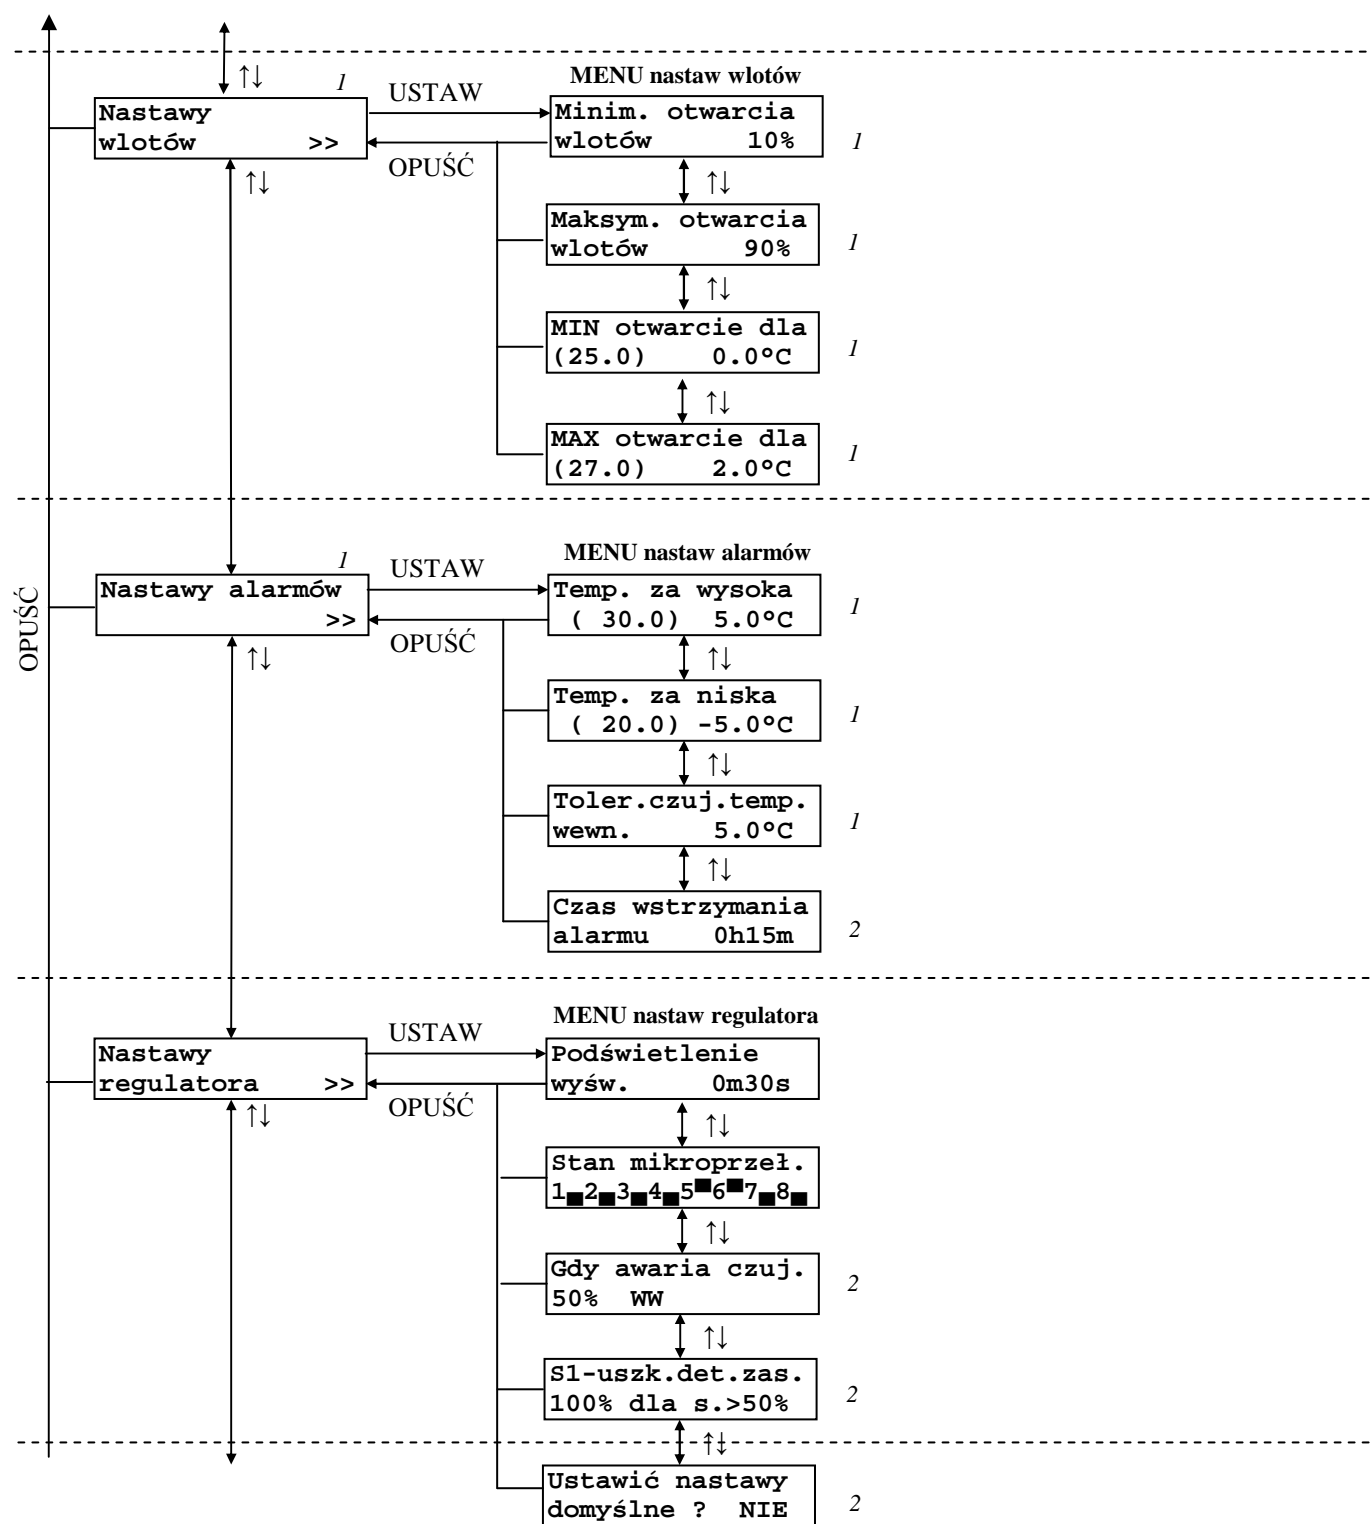 ↑↓
1
MENU nastaw wlotów
Nastawy
wlotów >>
USTAW
OPUŚĆ
Minim. otwarcia
wlotów 10%
1
↑↓
↑↓
Maksym. otwarcia
wlotów 90%
1
↑↓
MIN otwarcie dla
(25.0) 0.0°C
1
↑↓
MAX otwarcie dla
(27.0) 2.0°C
1
OPUŚĆ
1
MENU nastaw alarmów
Nastawy alarmów
>>
USTAW
OPUŚĆ
Temp. za wysoka
( 30.0) 5.0°C
1
↑↓
↑↓
Temp. za niska
( 20.0) -5.0°C
1
↑↓
Toler.czuj.temp.
wewn. 5.0°C
1
↑↓
Czas wstrzymania
alarmu 0h15m
2
MENU nastaw regulatora
Nastawy
regulatora >>
USTAW
OPUŚĆ
Podświetlenie
wyśw. 0m30s
↑↓
↑↓
Stan mikroprzeł.
1▄2▄3▄4▄5▀6▀7▄8▄
↑↓
Gdy awaria czuj.
50% WW
2
↑↓
S1-uszk.det.zas.
100% dla s.>50%
2
↑↓
Ustawić nastawy
domyślne ? NIE
2